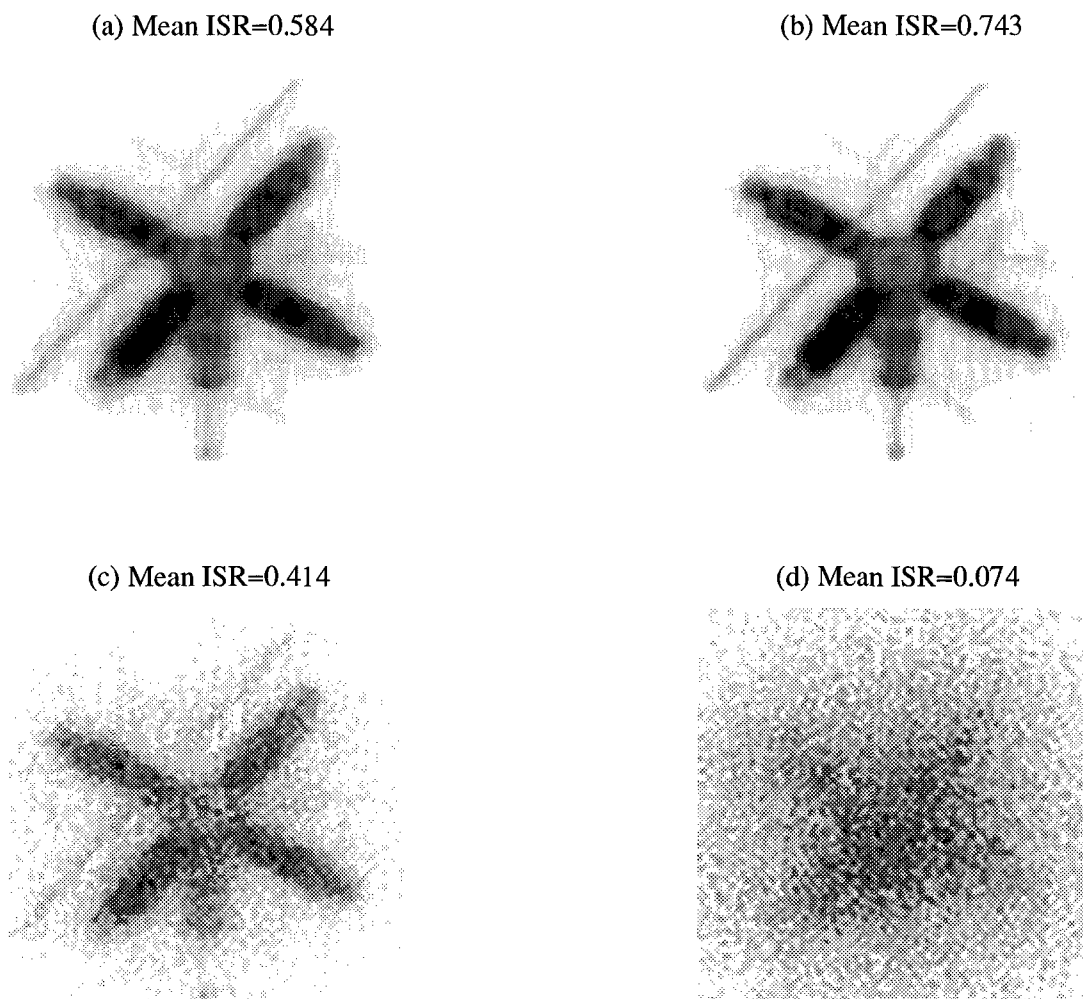 (a) Mean ISR=0.584
(b) Mean ISR=0.743
(c) Mean ISR=0.414
(d) Mean ISR=0.074